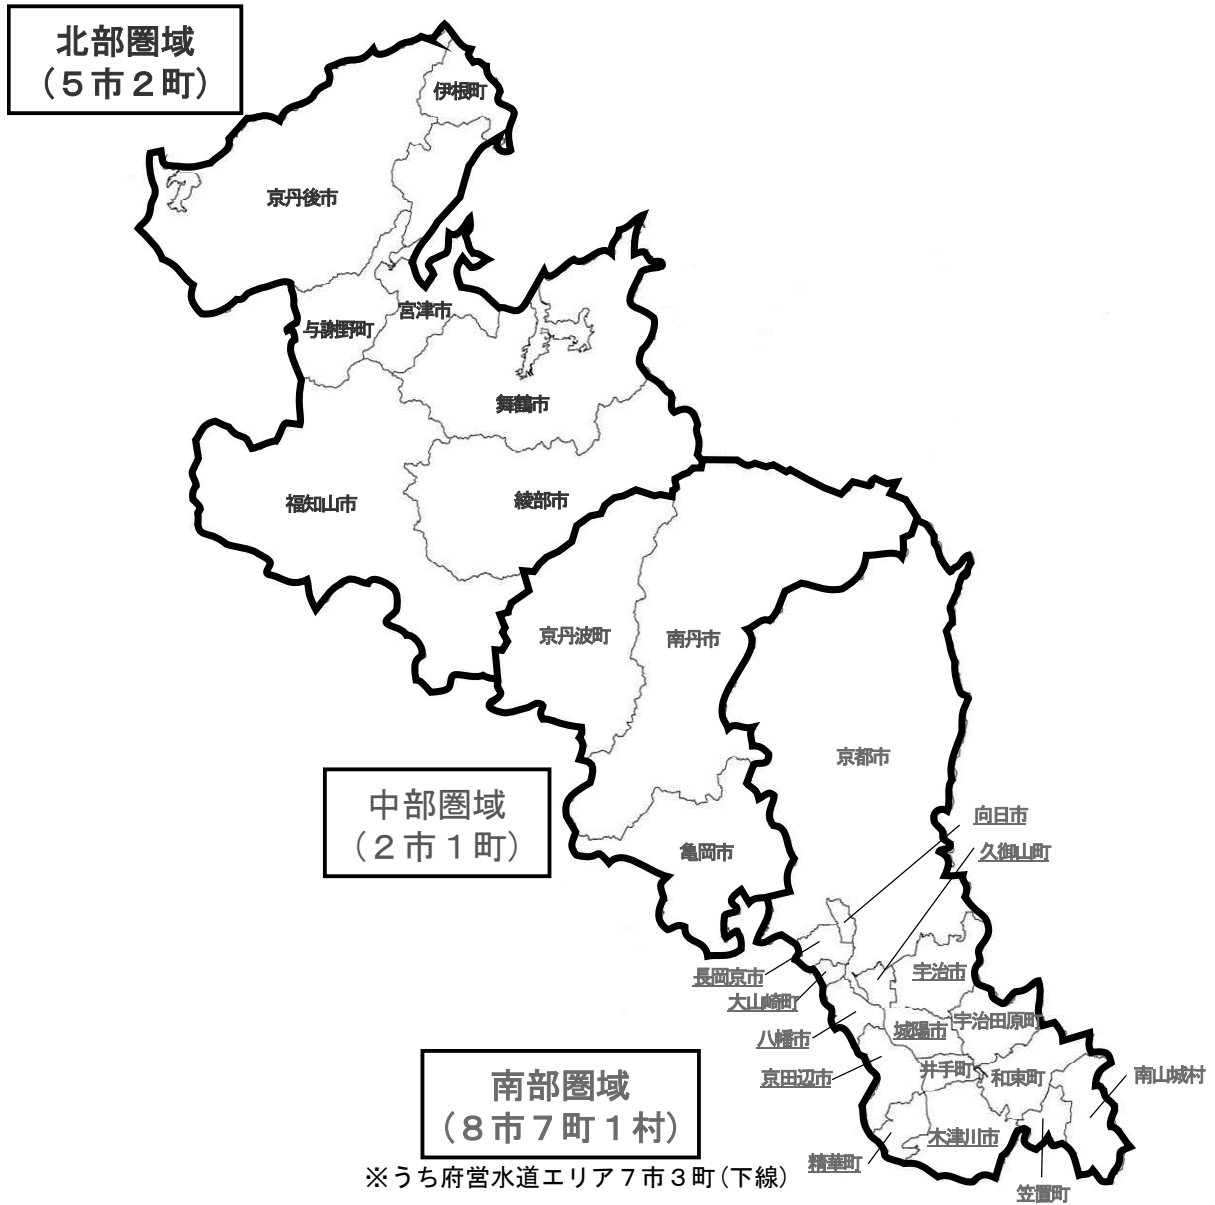 北部圏域
（５市２町）
伊根町
京丹後市
宮津市
与謝野町
舞鶴市
福知山市
綾部市
京丹波町
南丹市
京都市
中部圏域
（２市１町）
亀岡市
向日市
久御山町
長岡京市
宇治市
大山崎町
八幡市
城陽市
宇治田原町
京田辺市
井手町
和束町
南山城村
南部圏域
（８市７町１村）
木津川市
精華町
笠置町
※うち府営水道エリア７市３町（下線）